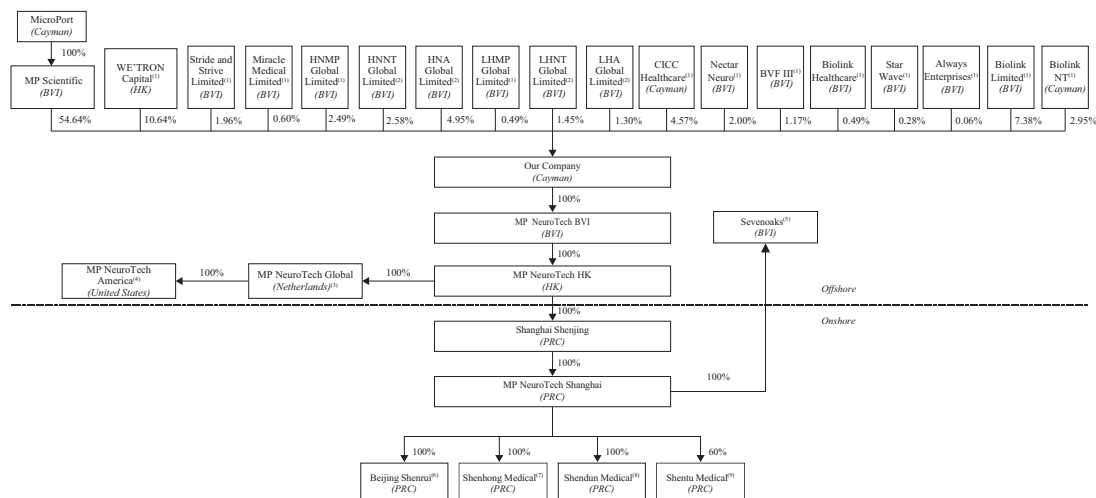 MicroPort
(Cayman)
100%
MP Scientific
(BVI)
WE'TRON
Capital(1)
(HK)
Stride and
Strive Limited(1)
(BVI)
Miracle
Medical Limited(1)
(BVI)
HNMP
Global
Limited(1)
(BVI)
HNNT
Global
Limited(2)
(BVI)
HNA Global
Limited(2)
(BVI)
LHMP
Global
Limited(1)
(BVI)
LHNT
Global
Limited(2)
(BVI)
LHA
Global
Limited(2)
(BVI)
CICC
Healthcare(1)
(Cayman)
Nectar
Neuro(1)
(BVI)
BVF III(1)
(BVI)
Biolink
Healthcare(1)
(BVI)
Star
Wave(1)
(BVI)
Always
Enterprises(1)
(BVI)
Biolink
Limited(1)
(BVI)
Biolink
NT(1)
(Cayman)
54.64%
10.64%
1.96%
0.60%
2.49%
2.58%
4.95%
0.49%
1.45%
1.30%
4.57%
2.00%
1.17%
0.49%
0.28%
0.06%
7.38%
2.95%
Our Company
(Cayman)
100%
MP NeuroTech BVI
(BVI)
Sevenoaks(5)
(BVI)
100%
MP NeuroTech
America(4)
(United States)
100%
MP NeuroTech Global
(Netherlands)(3)
100%
MP NeuroTech HK
(HK)
Offshore
100%
Onshore
Shanghai Shenjing
(PRC)
100%
MP NeuroTech Shanghai
(PRC)
100%
100%
100%
100%
60%
Beijing Shenrui(6)
(PRC)
Shenhong Medical(7)
(PRC)
Shendun Medical(8)
(PRC)
Shentu Medical(9)
(PRC)